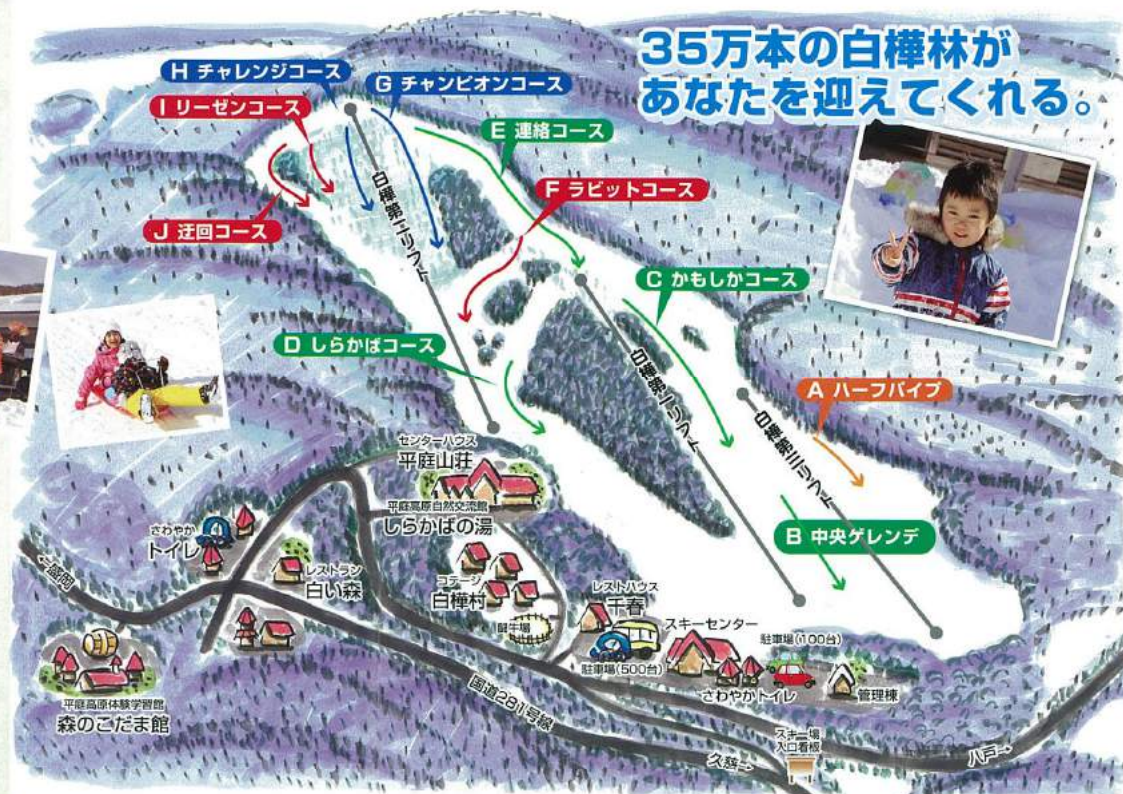 35万本の白樺林が
あなたを迎えてくれる。
H チャレンジコース
G チャンピオンコース
I リーゼンコース
E 連絡コース
F ラビットコース
J 迂回コース
白樺第二リフト
C かもしかコース
D しらかばコース
白樺第一リフト
A ハーフパイプ
白樺第三リフト
B 中央ゲレンデ
センターハウス
平庭山荘
平庭高原自然交流館
しらかばの湯
さわやか
トイレ
レストラン
白い森
コテージ
白樺村
闘牛場
レストハウス
千春
駐車場(500台)
スキーセンター
さわやかトイレ
駐車場(100台)
管理棟
←盛岡
平庭高原体験学習館
森のこだま館
国道281号線
久慈→
スキー場
入口看板
八戸→